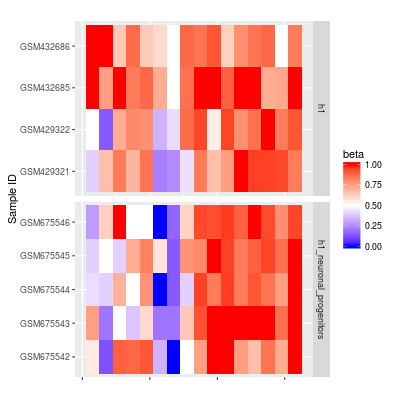 GSM432686
GSM432685
GSM429322
GSM429321
h1
GSM675546
GSM675545
GSM675544
GSM675543
GSM675542
h1_neuronal_progenitors
Sample ID
beta
1.00
0.75
0.50
0.25
0.00